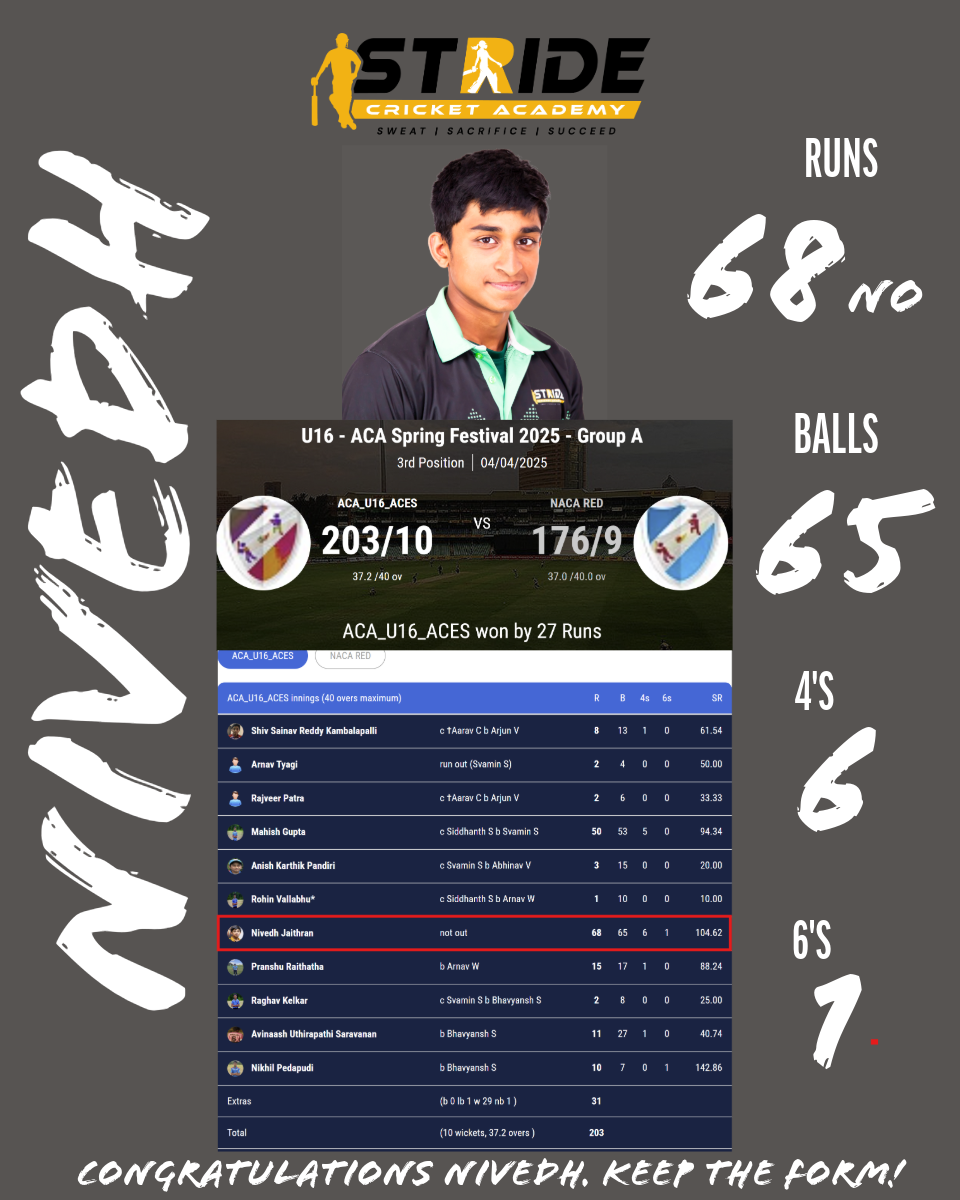 STRIDE
CRICKET ACADEMY
SWEAT | SACRIFICE | SUCCEED
NIVEDH
RUNS
68 NO
BALLS
65
4'S
6
6'S
1.
STRIDE
U16 - ACA Spring Festival 2025 - Group A
3rd Position | 04/04/2025
ACA_U16_ACES
203/10
37.2 /40 ov
VS
NACA RED
176/9
37.0 /40.0 ov
ACA_U16_ACES won by 27 Runs
ACA_U16_ACES NACA RED
ACA_U16_ACES innings (40 overs maximum) R B 4s 6s SR
Shiv Sainav Reddy Kambalapalli c †Aarav C b Arjun V 8 13 1 0 61.54
Arnav Tyagi run out (Svamin S) 2 4 0 0 50.00
Rajveer Patra c †Aarav C b Arjun V 2 6 0 0 33.33
Mahish Gupta c Siddhanth S b Svamin S 50 53 5 0 94.34
Anish Karthik Pandiri c Svamin S b Abhinav V 3 15 0 0 20.00
Rohin Vallabhu* c Siddhanth S b Arnav W 1 10 0 0 10.00
Nivedh Jaithran not out 68 65 6 1 104.62
Pranshu Raithatha b Arnav W 15 17 1 0 88.24
Raghav Kelkar c Svamin S b Bhavyansh S 2 8 0 0 25.00
Avinaash Uthirapathi Saravanan b Bhavyansh S 11 27 1 0 40.74
Nikhil Pedapudi b Bhavyansh S 10 7 0 1 142.86
Extras (b 0 lb 1 w 29 nb 1 ) 31
Total (10 wickets, 37.2 overs ) 203
CONGRATULATIONS NIVEDH. KEEP THE FORM!